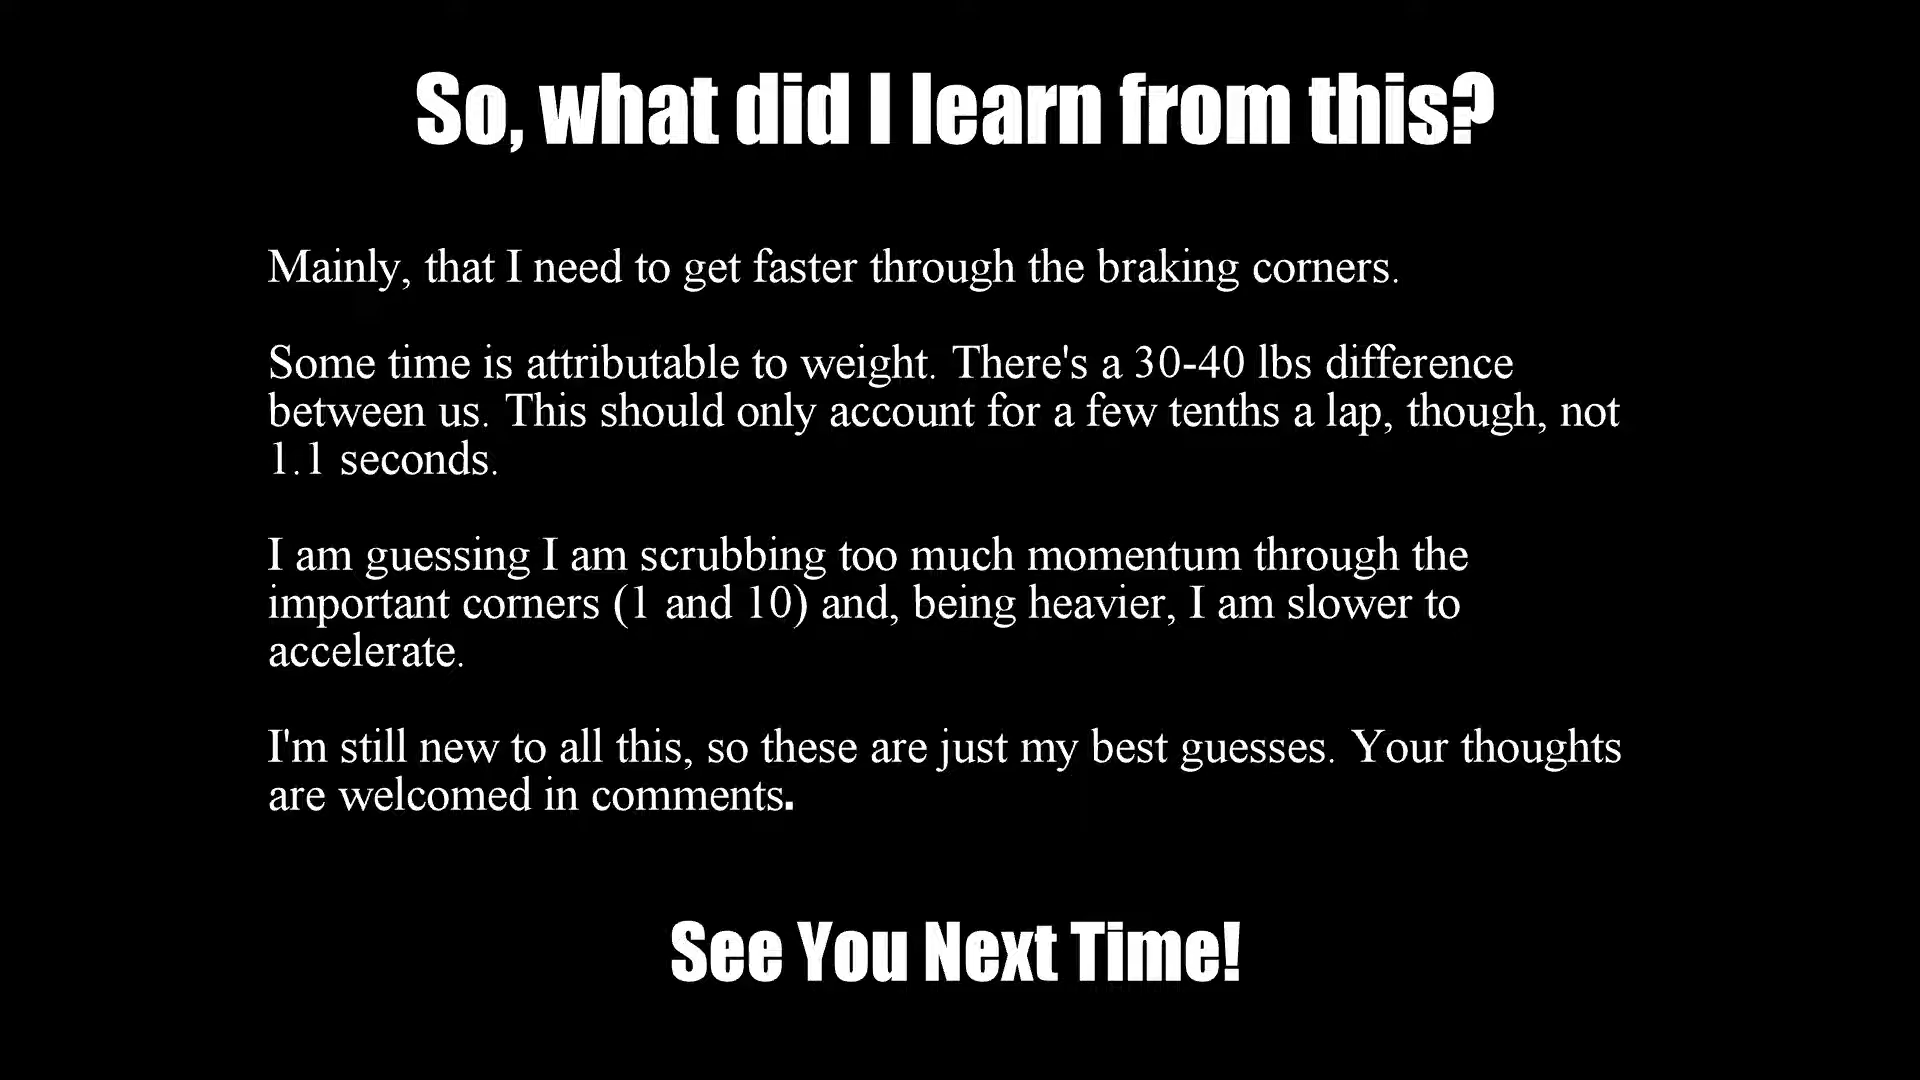 So, what did I learn from this?
Mainly, that I need to get faster through the braking corners.
Some time is attributable to weight. There's a 30-40 lbs difference
between us. This should only account for a few tenths a lap, though, not
1.1 seconds.
I am guessing I am scrubbing too much momentum through the
important corners (1 and 10) and, being heavier, I am slower to
accelerate.
I'm still new to all this, so these are just my best guesses. Your thoughts
are welcomed in comments.
See You Next Time!